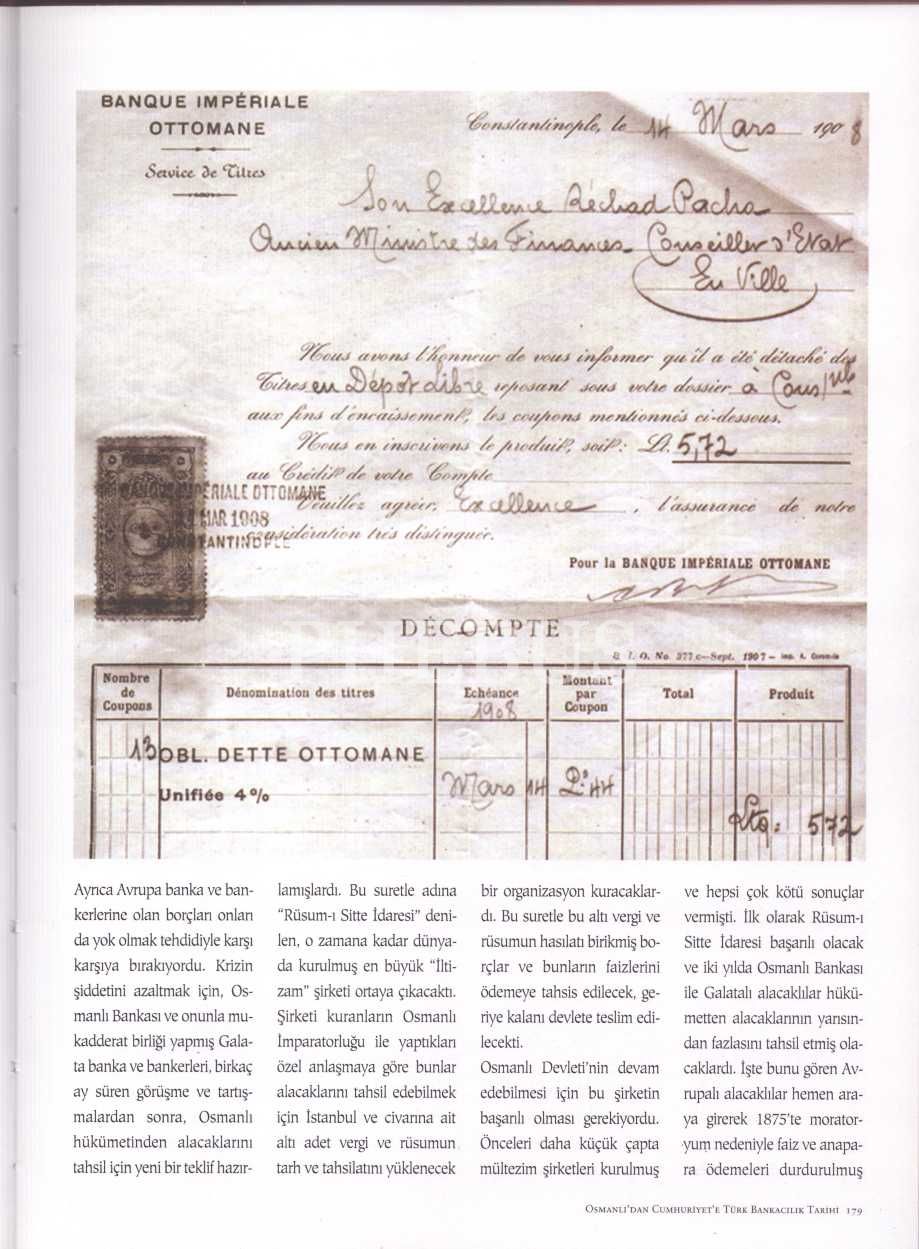 BANQUE IMPÉRIALE
OTTOMANE
Service de Titres
Constantinople, le 14 Mars 1908
Son Excellence Réchad Pacha
Ancien Ministre des Finances Conseiller d'Etat
En Ville
Nous avons l'honneur de vous informer qu'il a été détaché des
Titres en Dépôt Libre reposant sous votre dossier à Cons/ple
aux fins d'encaissement, les coupons mentionnés ci-dessous.
Nous en inscrivons le produit, soit: Lt. 5,72
au Crédit de votre Compte
Veuillez agréer, Excellence, l'assurance de notre
considération très distinguée.
BANQUE IMPÉRIALE OTTOMANE
MAR 1908
CONSTANTINOPLE
Pour la BANQUE IMPÉRIALE OTTOMANE
DÉCOMPTE
B. I. O. No. 377 c—Sept. 1907 —
Nombre de Coupons
Dénomination des titres
Echéance 1908
Montant par Coupon
Total
Produit
13 OBL. DETTE OTTOMANE
Unifiée 4% Mars 14 44
Ltq: 572
Ayrıca Avrupa banka ve ban-
kerlerine olan borçları onları
da yok olmak tehdidiyle karşı
karşıya bırakıyordu. Krizin
şiddetini azaltmak için, Os-
manlı Bankası ve onunla mu-
kadderat birliği yapmış Gala-
ta banka ve bankerleri, birkaç
ay süren görüşme ve tartış-
malardan sonra, Osmanlı
hükümetinden alacaklarını
tahsil için yeni bir teklif hazır-
lamışlardı. Bu suretle adına
“Rüsum-ı Sitte İdaresi” deni-
len, o zamana kadar dünya-
da kurulmuş en büyük “İlti-
zam” şirketi ortaya çıkacaktı.
Şirketi kuranların Osmanlı
İmparatorluğu ile yaptıkları
özel anlaşmaya göre bunlar
alacaklarını tahsil edebilmek
için İstanbul ve civarına ait
altı adet vergi ve rüsumun
tarh ve tahsilatını yüklenecek
bir organizasyon kuracaklar-
dı. Bu suretle bu altı vergi ve
rüsumun hasılatı birikmiş bo-
rçlar ve bunların faizlerini
ödemeye tahsis edilecek, ge-
riye kalanı devlete teslim edi-
lecekti.
Osmanlı Devleti’nin devam
edebilmesi için bu şirketin
başarılı olması gerekiyordu.
Önceleri daha küçük çapta
mültezim şirketleri kurulmuş
ve hepsi çok kötü sonuçlar
vermişti. İlk olarak Rüsum-ı
Sitte İdaresi başarılı olacak
ve iki yılda Osmanlı Bankası
ile Galatalı alacaklılar hükü-
metten alacaklarının yarısın-
dan fazlasını tahsil etmiş ola-
caklardı. İşte bunu gören Av-
rupalı alacaklılar hemen ara-
ya girerek 1875’te morator-
yum nedeniyle faiz ve anapa-
ra ödemeleri durdurulmuş
OSMANLI’DAN CUMHURİYET’E TÜRK BANKACILIK TARİHİ 179